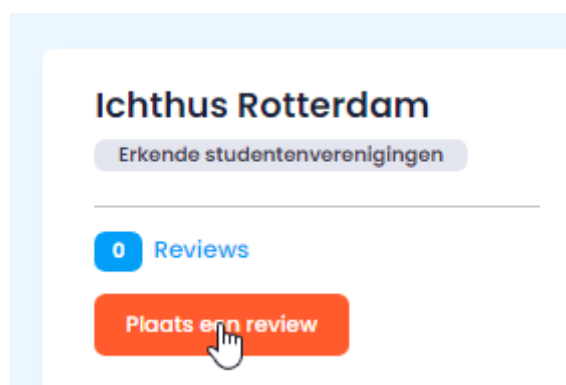 Ichthus Rotterdam
Erkende studentenverenigingen
0 Reviews
Plaats een review